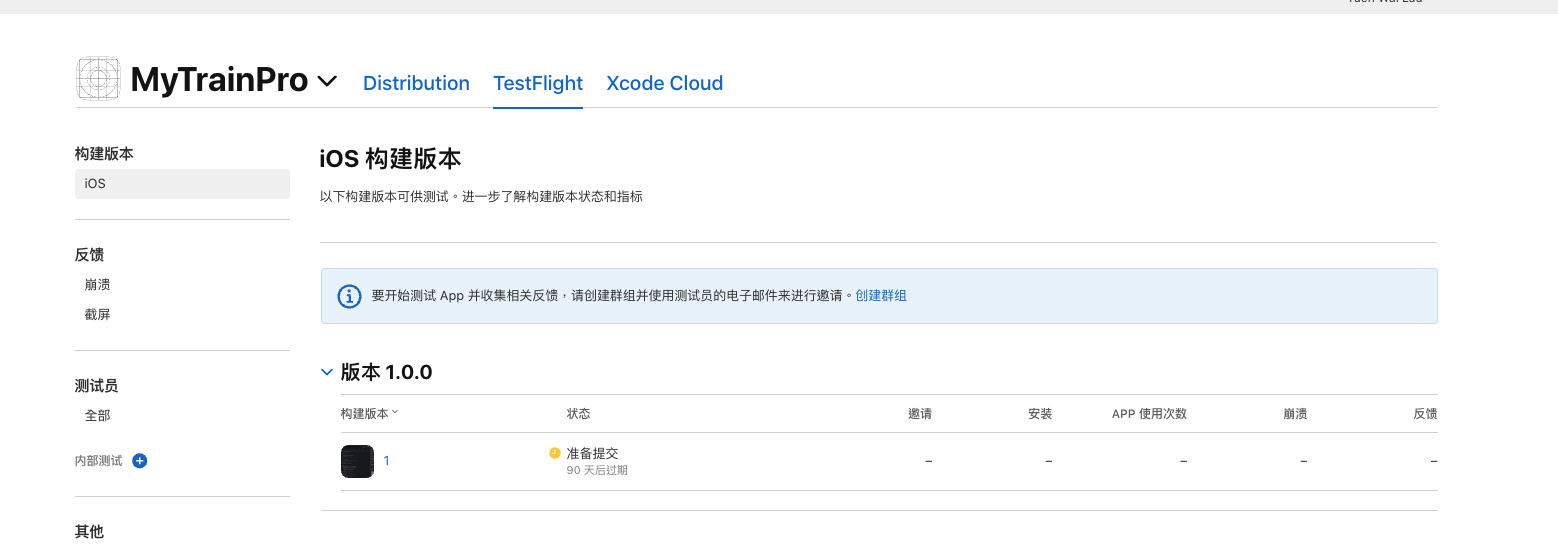 MyTrainPro
Distribution
TestFlight
Xcode Cloud
构建版本
iOS
反馈
崩溃
截屏
测试员
全部
内部测试
其他
iOS 构建版本
以下构建版本可供测试。进一步了解构建版本状态和指标
要开始测试 App 并收集相关反馈，请创建群组并使用测试员的电子邮件来进行邀请。创建群组
版本 1.0.0
构建版本 状态 邀请 安装 APP 使用次数 崩溃 反馈
1 准备提交 – – – – –
90 天后过期